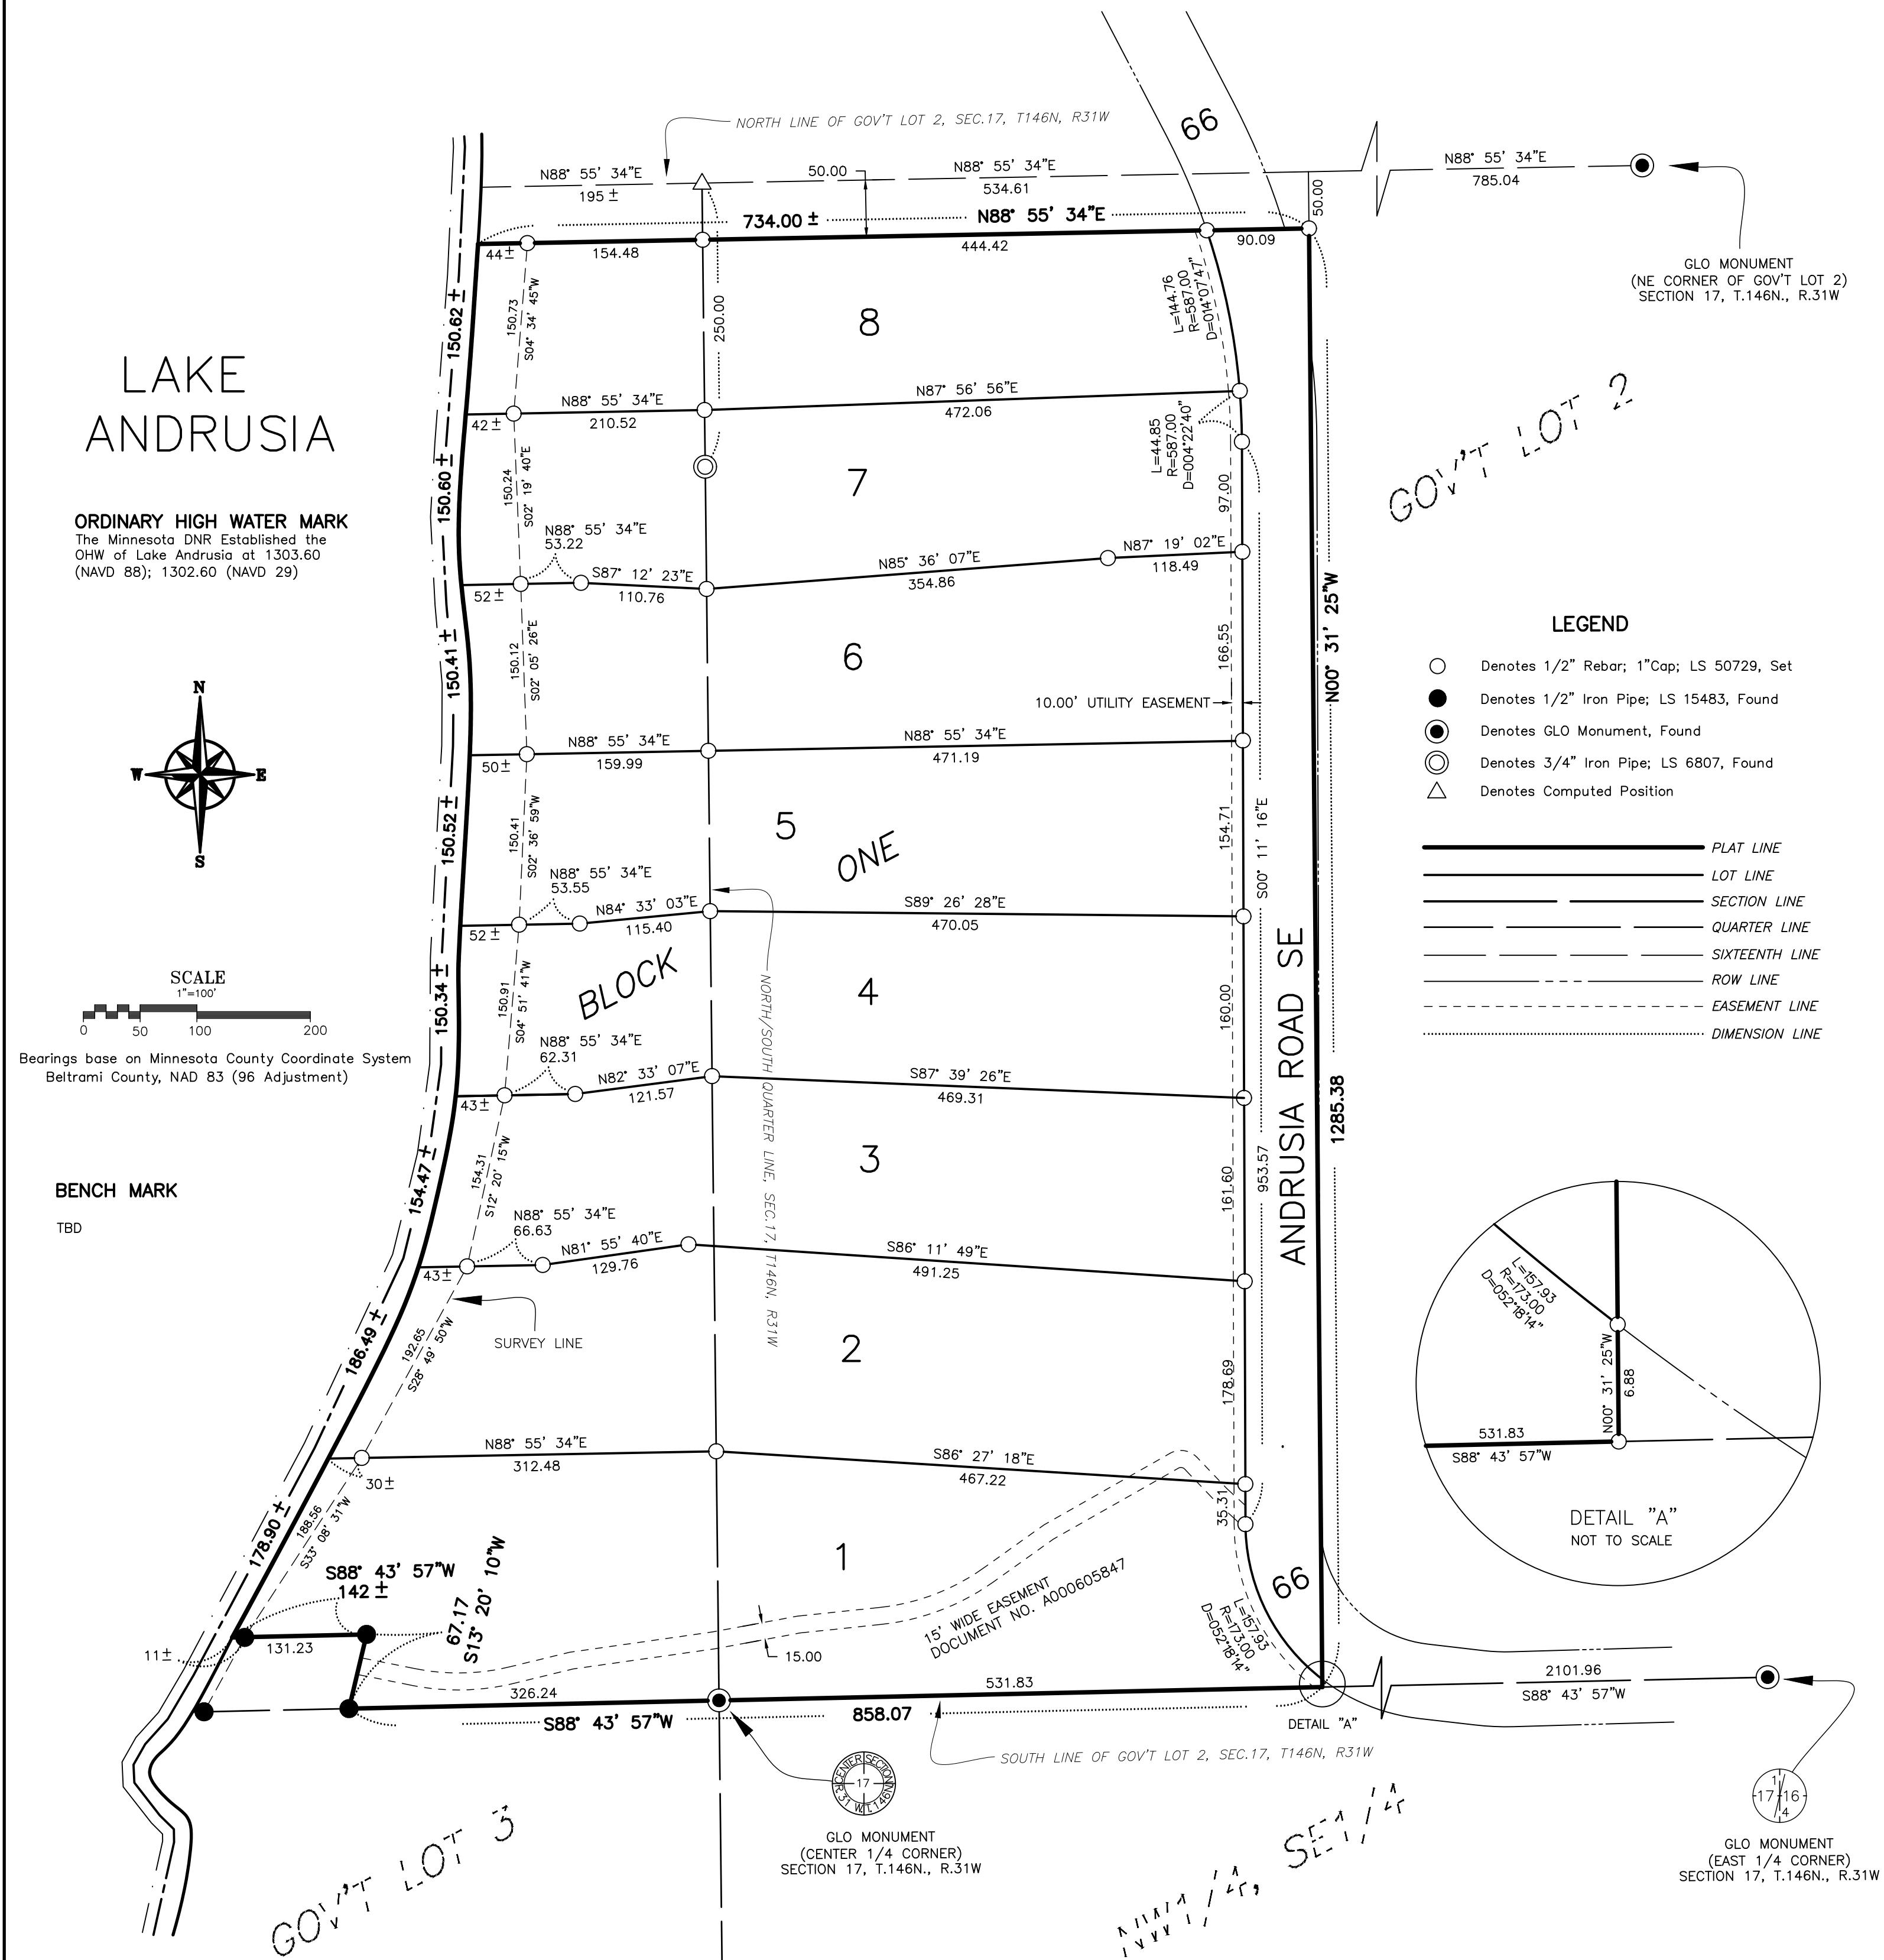 66
NORTH LINE OF GOV'T LOT 2, SEC.17, T146N, R31W
N88° 55' 34"E
195 ±
50.00
N88° 55' 34"E
534.61
N88° 55' 34"E
785.04
50.00
734.00 ±
N88° 55' 34"E
44±
154.48
444.42
90.09
GLO MONUMENT
(NE CORNER OF GOV'T LOT 2)
SECTION 17, T.146N., R.31W
150.62 ±
150.73
S04° 34' 45"W
250.00
8
L=144.76
R=587.00
D=014°07'47"
LAKE
ANDRUSIA
N88° 55' 34"E
210.52
42±
N87° 56' 56"E
472.06
L=44.85
R=587.00
D=004°22'40"
GOV'T LOT 2
ORDINARY HIGH WATER MARK
The Minnesota DNR Established the
OHW of Lake Andrusia at 1303.60
(NAVD 88); 1302.60 (NAVD 29)
150.60 ±
150.24
S02° 19' 40"E
7
97.00
N88° 55' 34"E
53.22
52±
S87° 12' 23"E
110.76
N85° 36' 07"E
354.86
N87° 19' 02"E
118.49
N00° 31' 25"W
150.41 ±
150.12
S02° 05' 26"E
6
166.55
10.00' UTILITY EASEMENT
LEGEND
Denotes 1/2" Rebar; 1"Cap; LS 50729, Set
Denotes 1/2" Iron Pipe; LS 15483, Found
Denotes GLO Monument, Found
Denotes 3/4" Iron Pipe; LS 6807, Found
Denotes Computed Position
PLAT LINE
LOT LINE
SECTION LINE
QUARTER LINE
SIXTEENTH LINE
ROW LINE
EASEMENT LINE
DIMENSION LINE
N
W
E
S
50±
N88° 55' 34"E
159.99
N88° 55' 34"E
471.19
150.52 ±
150.41
S02° 36' 59"W
5
154.71
S00° 11' 16"E
BLOCK ONE
N88° 55' 34"E
53.55
52±
N84° 33' 03"E
115.40
S89° 26' 28"E
470.05
150.34 ±
150.91
S04° 51' 41"W
4
160.00
NORTH/SOUTH QUARTER LINE, SEC.17, T146N, R31W
ANDRUSIA ROAD SE
SCALE
1"=100'
0 50 100 200
Bearings base on Minnesota County Coordinate System
Beltrami County, NAD 83 (96 Adjustment)
N88° 55' 34"E
62.31
43±
N82° 33' 07"E
121.57
S87° 39' 26"E
469.31
1285.38
154.47 ±
154.31
S12° 20' 15"W
3
161.60
953.57
BENCH MARK
TBD
N88° 55' 34"E
66.63
43±
N81° 55' 40"E
129.76
S86° 11' 49"E
491.25
SURVEY LINE
186.49 ±
192.65
S28° 49' 50"W
2
178.69
L=157.93
R=173.00
D=052°18'14"
N00° 31' 25"W
6.88
531.83
S88° 43' 57"W
DETAIL "A"
NOT TO SCALE
N88° 55' 34"E
312.48
30±
S86° 27' 18"E
467.22
35.31
178.90 ±
188.56
S33° 08' 31"W
1
66
S88° 43' 57"W
142 ±
67.17
S13° 20' 10"W
131.23
11±
15.00
15' WIDE EASEMENT
DOCUMENT NO. A000605847
L=157.93
R=173.00
D=052°18'14"
326.24
531.83
S88° 43' 57"W
858.07
2101.96
S88° 43' 57"W
DETAIL "A"
SOUTH LINE OF GOV'T LOT 2, SEC.17, T146N, R31W
CENTER SECTION
17
R.31 W. T.146N.
GLO MONUMENT
(CENTER 1/4 CORNER)
SECTION 17, T.146N., R.31W
1
17 16
4
GLO MONUMENT
(EAST 1/4 CORNER)
SECTION 17, T.146N., R.31W
GOV'T LOT 3
NW1/4, SE1/4